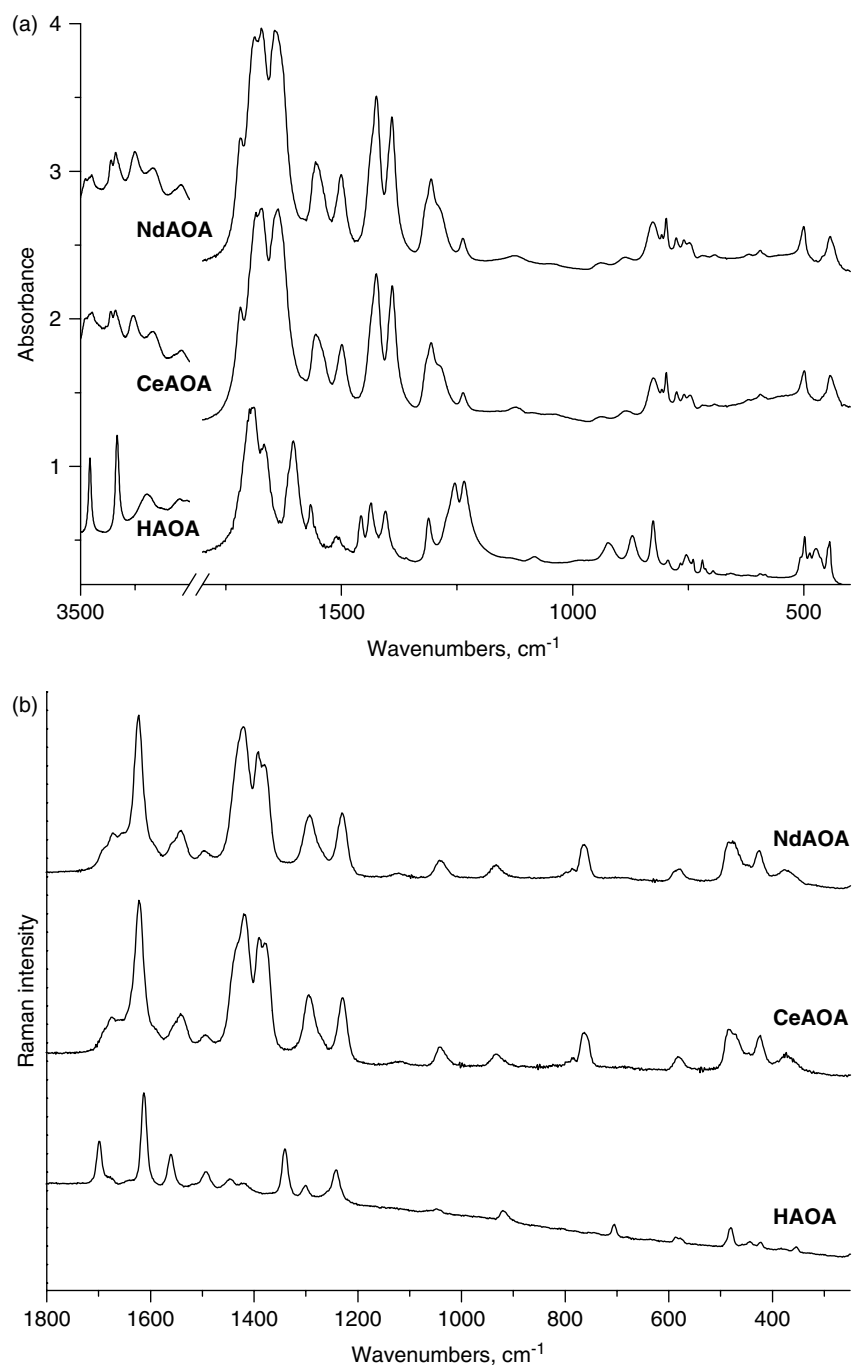 (a)
4
3
2
1
Absorbance
NdAOA
CeAOA
HAOA
3500 1500 1000 500
Wavenumbers, cm-1
(b)
Raman intensity
NdAOA
CeAOA
HAOA
1800 1600 1400 1200 1000 800 600 400
Wavenumbers, cm-1